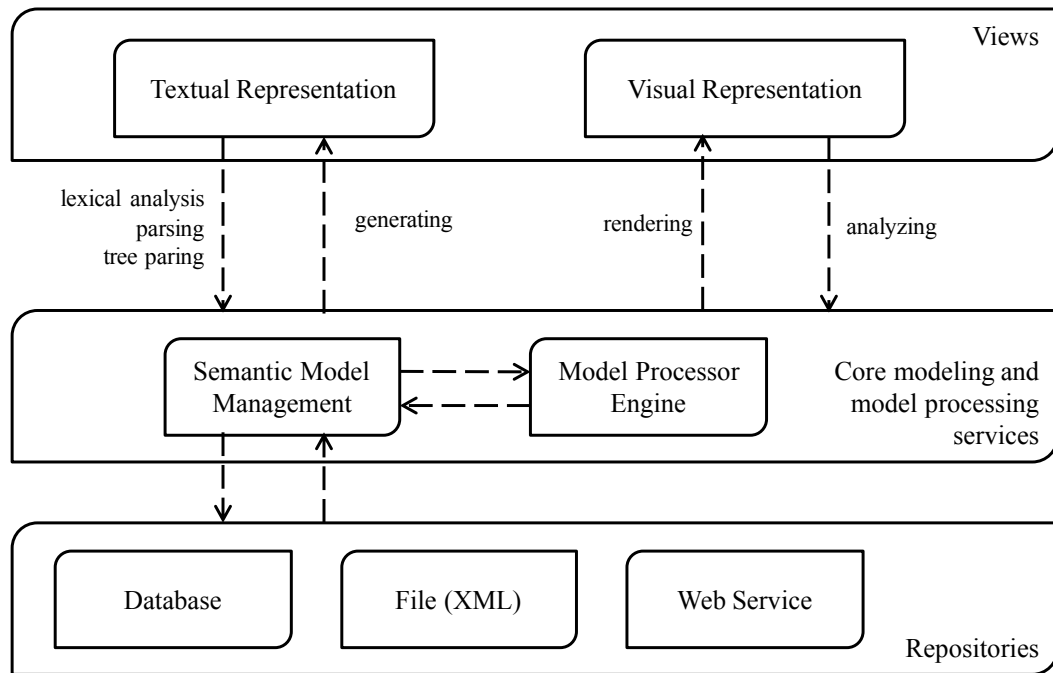 Views
Textual Representation
Visual Representation
lexical analysis
parsing
tree paring
generating
rendering
analyzing
Semantic Model
Management
Model Processor
Engine
Core modeling and
model processing
services
Database
File (XML)
Web Service
Repositories